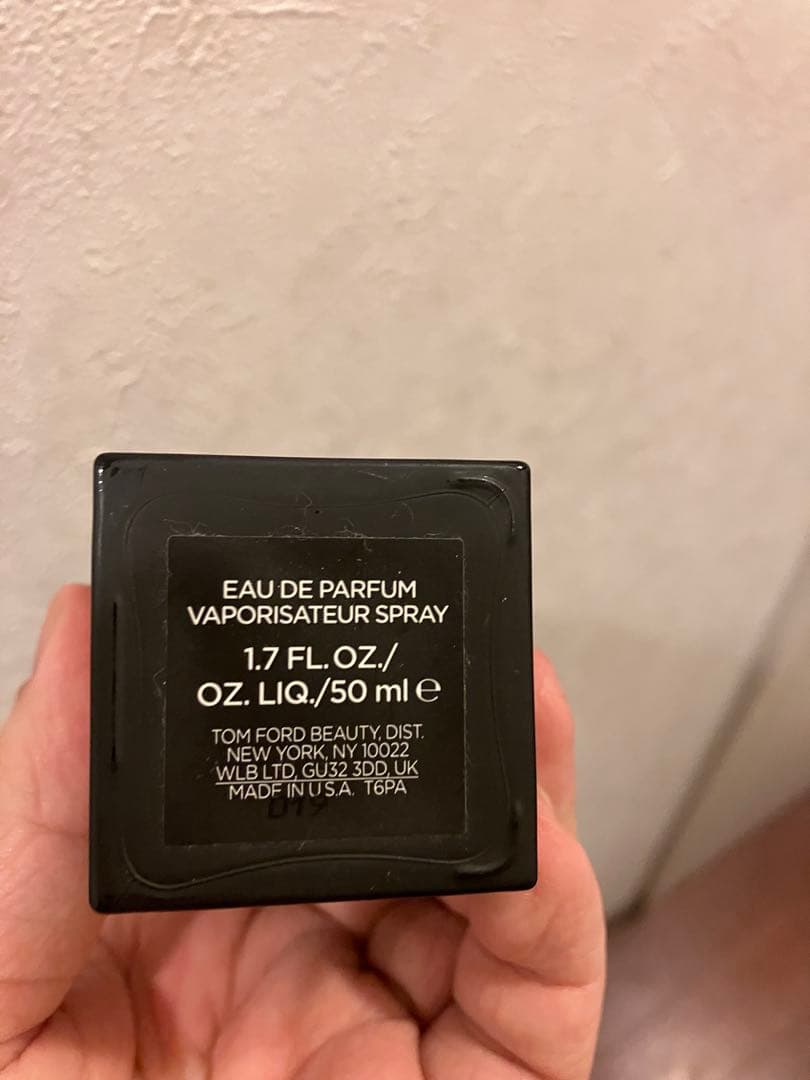 EAU DE PARFUM
VAPORISATEUR SPRAY
1.7 FL. OZ./
OZ. LIQ./50 ml ℮
TOM FORD BEAUTY, DIST.
NEW YORK, NY 10022
WLB LTD, GU32 3DD, UK
MADE IN U.S.A. T6PA